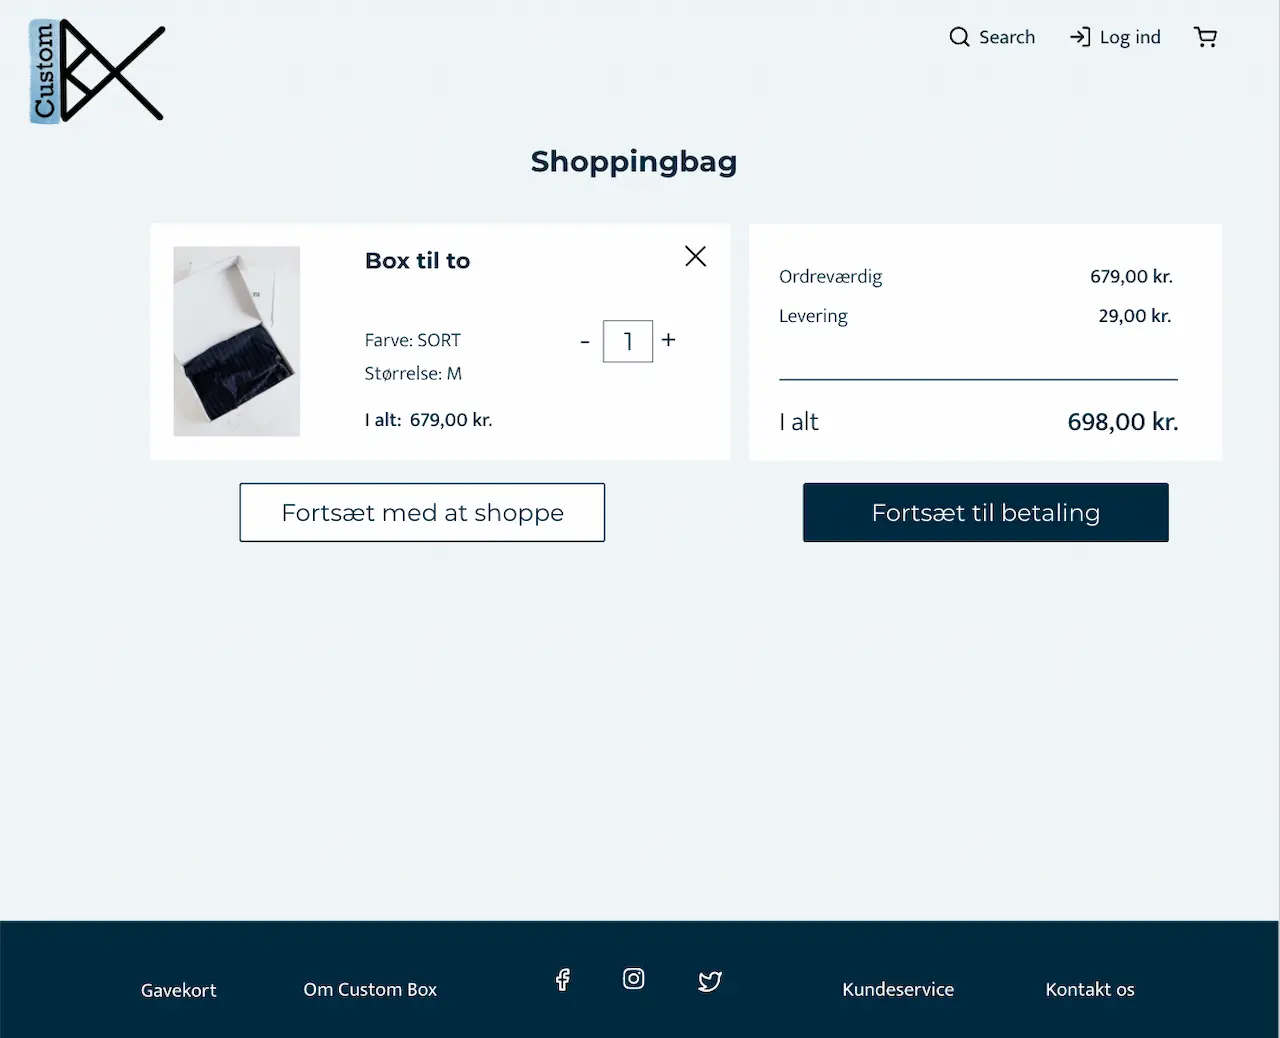 Custom
Search
Log ind
Shoppingbag
Box til to
Farve: SORT
- 1 +
Størrelse: M
I alt: 679,00 kr.
Ordreværdig 679,00 kr.
Levering 29,00 kr.
I alt 698,00 kr.
Fortsæt med at shoppe
Fortsæt til betaling
Gavekort
Om Custom Box
Kundeservice
Kontakt os